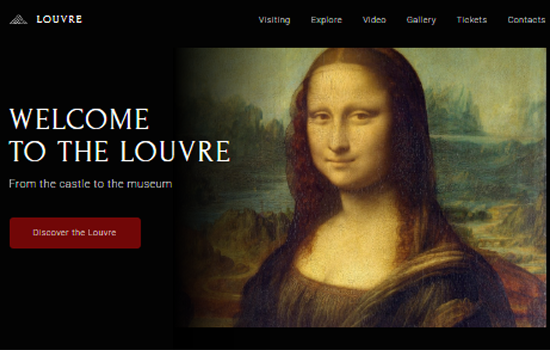 LOUVRE
Visiting Explore Video Gallery Tickets Contacts
WELCOME
TO THE LOUVRE
From the castle to the museum
Discover the Louvre